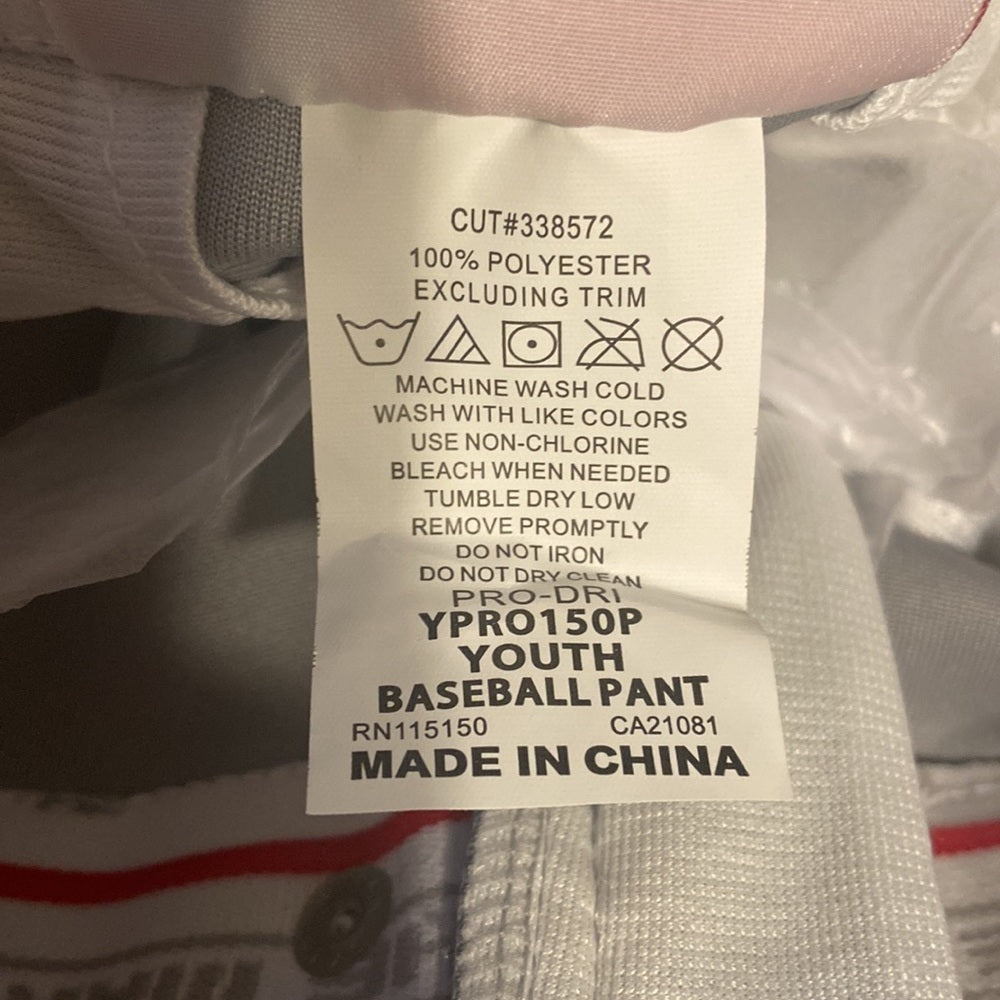 CUT#338572
100% POLYESTER
EXCLUDING TRIM
MACHINE WASH COLD
WASH WITH LIKE COLORS
USE NON-CHLORINE
BLEACH WHEN NEEDED
TUMBLE DRY LOW
REMOVE PROMPTLY
DO NOT IRON
DO NOT DRY CLEAN
PRO-DRI
YPRO150P
YOUTH
BASEBALL PANT
RN115150 CA21081
MADE IN CHINA